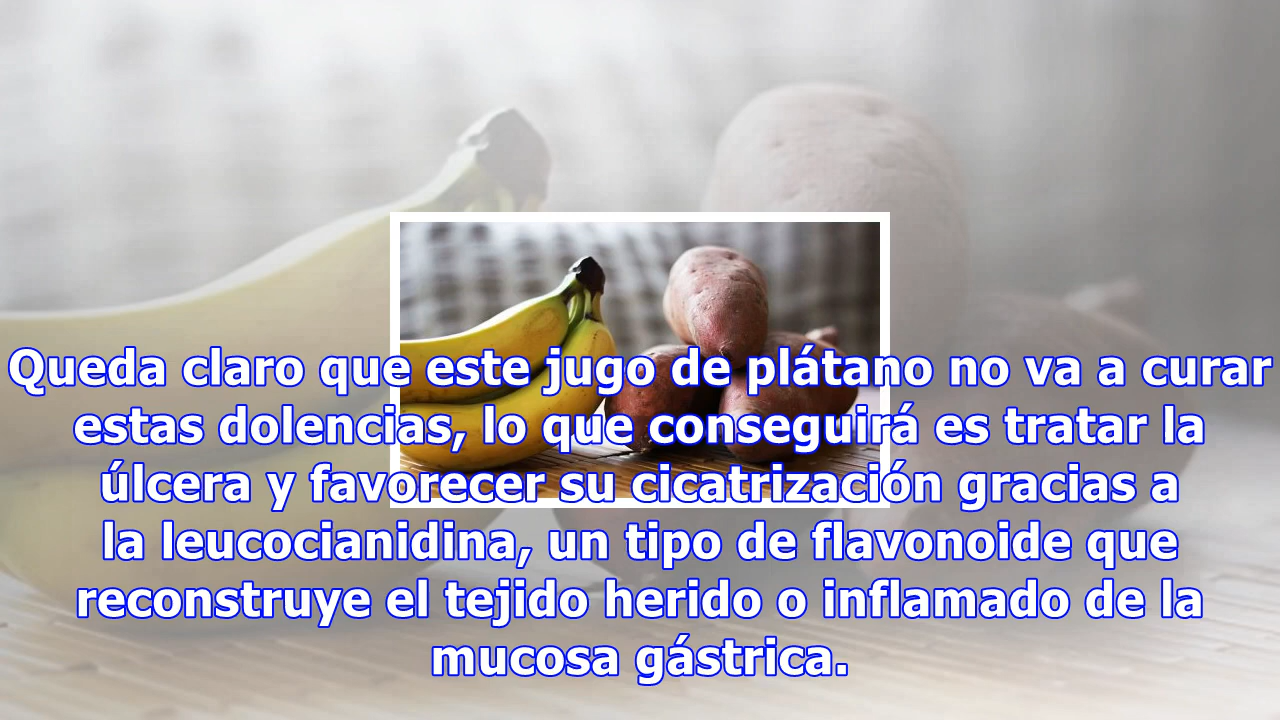 Queda claro que este jugo de plátano no va a curar
estas dolencias, lo que conseguirá es tratar la
úlcera y favorecer su cicatrización gracias a
la leucocianidina, un tipo de flavonoide que
reconstruye el tejido herido o inflamado de la
mucosa gástrica.